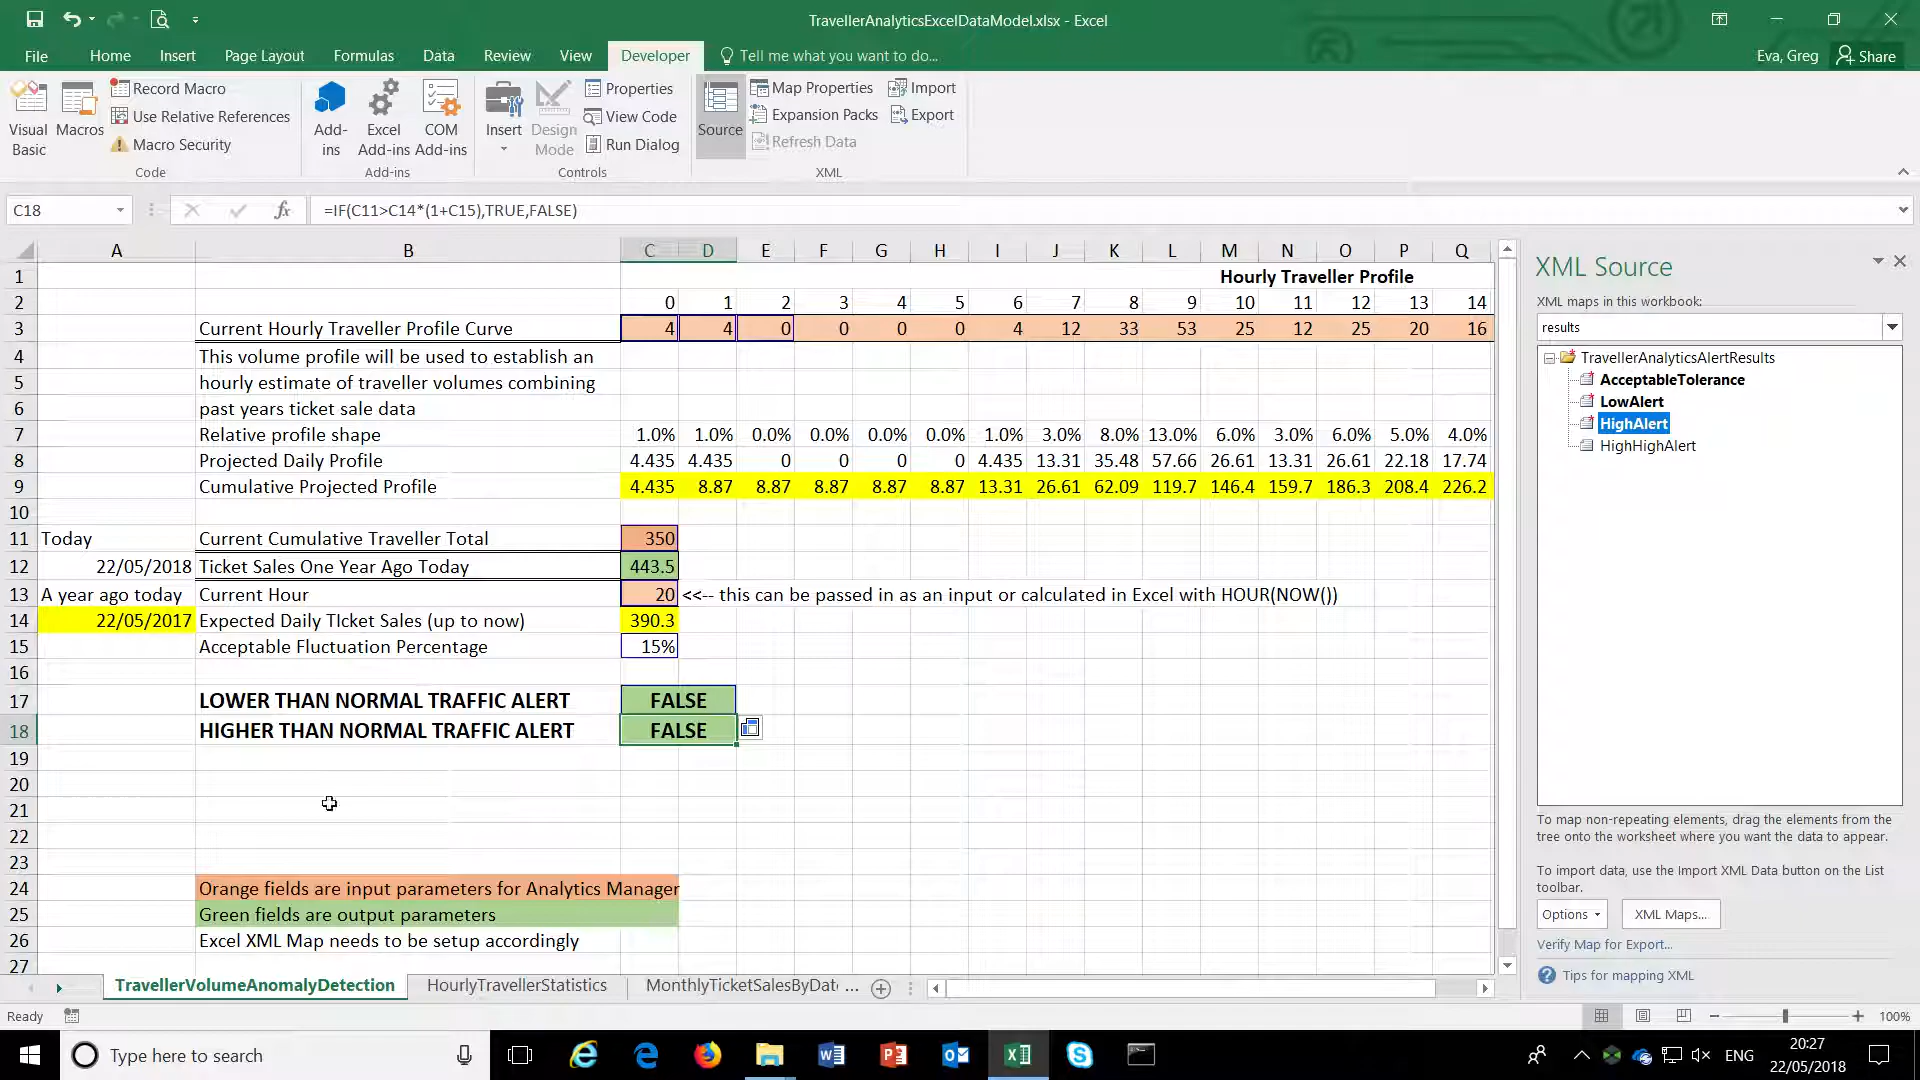 TravellerAnalyticsExcelDataModel.xlsx - Excel
File Home Insert Page Layout Formulas Data Review View Developer Tell me what you want to do... Eva, Greg Share
Visual Basic
Macros
Record Macro
Use Relative References
Macro Security
Code
Add-ins
Excel Add-ins
COM Add-ins
Add-ins
Insert
Design Mode
Properties
View Code
Run Dialog
Controls
Source
Map Properties
Expansion Packs
Refresh Data
Import
Export
XML
C18 fx =IF(C11>C14*(1+C15),TRUE,FALSE)
A B C D E F G H I J K L M N O P Q
1 Hourly Traveller Profile
2 0 1 2 3 4 5 6 7 8 9 10 11 12 13 14
3 Current Hourly Traveller Profile Curve 4 4 0 0 0 0 4 12 33 53 25 12 25 20 16
4 This volume profile will be used to establish an
5 hourly estimate of traveller volumes combining
6 past years ticket sale data
7 Relative profile shape 1.0% 1.0% 0.0% 0.0% 0.0% 0.0% 1.0% 3.0% 8.0% 13.0% 6.0% 3.0% 6.0% 5.0% 4.0%
8 Projected Daily Profile 4.435 4.435 0 0 0 0 4.435 13.31 35.48 57.66 26.61 13.31 26.61 22.18 17.74
9 Cumulative Projected Profile 4.435 8.87 8.87 8.87 8.87 8.87 13.31 26.61 62.09 119.7 146.4 159.7 186.3 208.4 226.2
10
11 Today Current Cumulative Traveller Total 350
12 22/05/2018 Ticket Sales One Year Ago Today 443.5
13 A year ago today Current Hour 20 <<-- this can be passed in as an input or calculated in Excel with HOUR(NOW())
14 22/05/2017 Expected Daily TIcket Sales (up to now) 390.3
15 Acceptable Fluctuation Percentage 15%
16
17 LOWER THAN NORMAL TRAFFIC ALERT FALSE
18 HIGHER THAN NORMAL TRAFFIC ALERT FALSE
19
20
21
22
23
24 Orange fields are input parameters for Analytics Manager
25 Green fields are output parameters
26 Excel XML Map needs to be setup accordingly
27
XML Source
XML maps in this workbook:
results
TravellerAnalyticsAlertResults
AcceptableTolerance
LowAlert
HighAlert
HighHighAlert
To map non-repeating elements, drag the elements from the
tree onto the worksheet where you want the data to appear.
To import data, use the Import XML Data button on the List
toolbar.
Options XML Maps...
Verify Map for Export...
Tips for mapping XML
TravellerVolumeAnomalyDetection HourlyTravellerStatistics MonthlyTicketSalesByDate ...
Ready 100%
Type here to search
ENG
20:27
22/05/2018